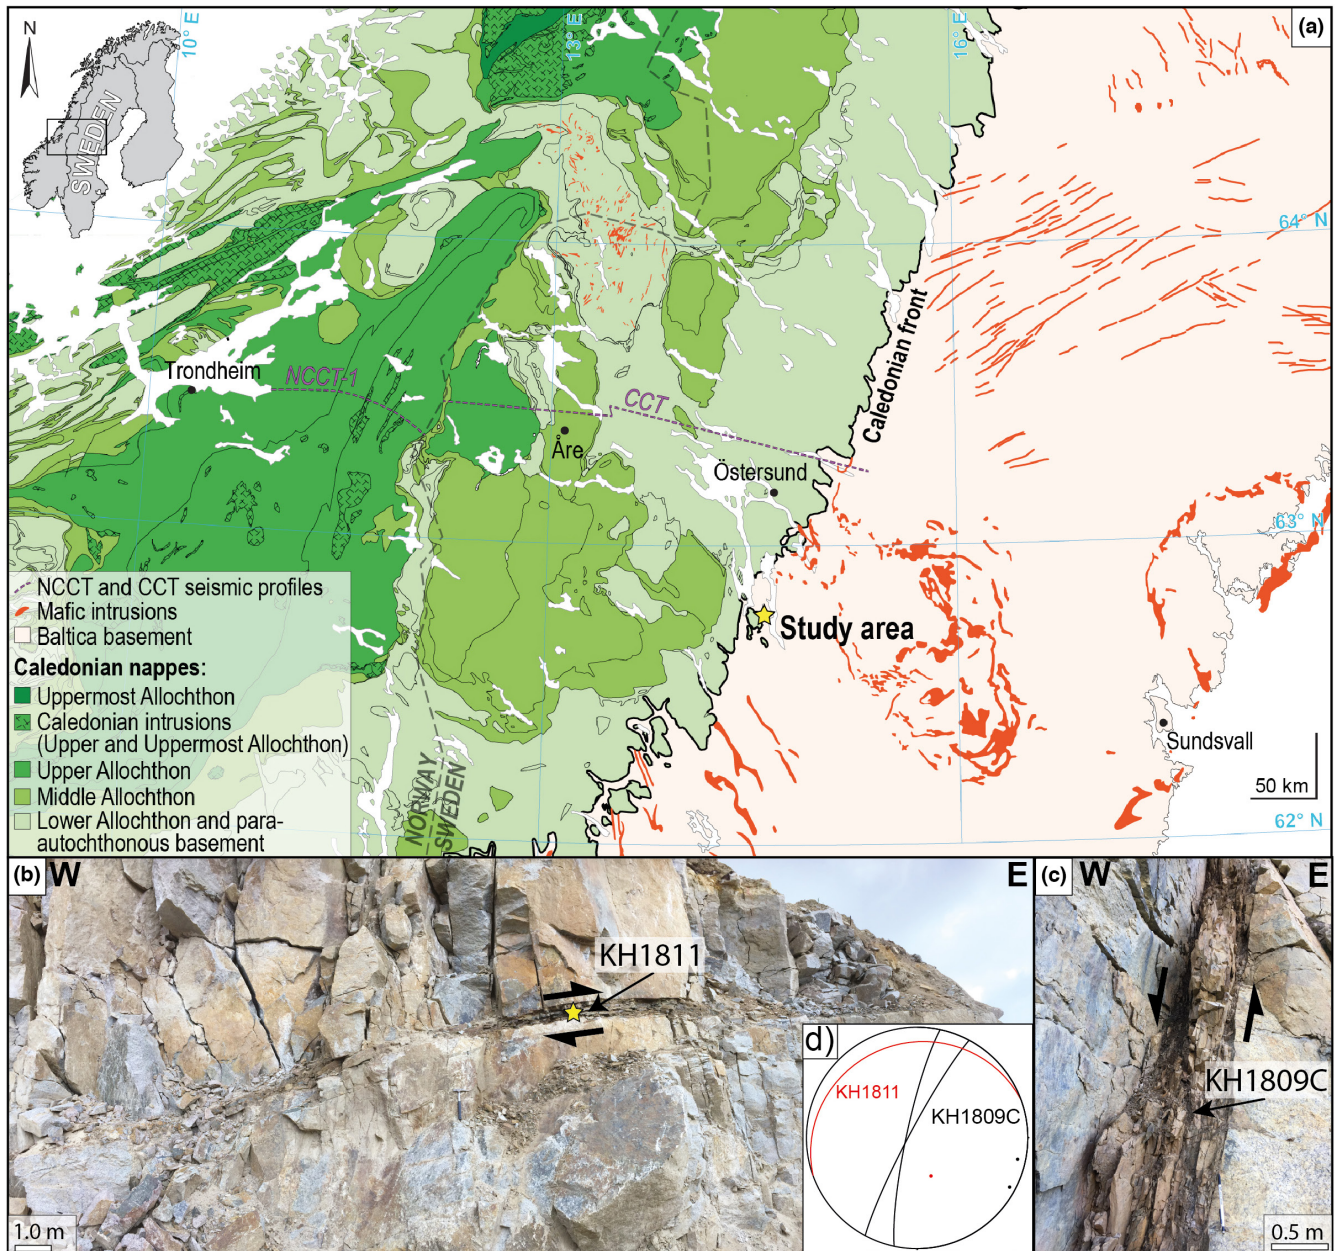 (a)
N
10° E
13° E
16° E
SWEDEN
64° N
Caledonian front
Trondheim
NCCT-1
CCT
Åre
Östersund
63° N
Study area
NCCT and CCT seismic profiles
Mafic intrusions
Baltica basement
Caledonian nappes:
Uppermost Allochthon
Caledonian intrusions
(Upper and Uppermost Allochthon)
Upper Allochthon
Middle Allochthon
Lower Allochthon and para-
autochthonous basement
NORWAY
SWEDEN
Sundsvall
50 km
62° N
(b) W
E
KH1811
1.0 m
(c) W
E
KH1809C
0.5 m
d)
KH1811
KH1809C